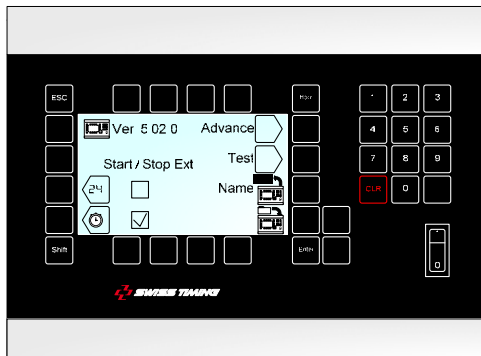 ESC
1 2 3
Ver 5 02 0 Advance
4 5 6
Start / Stop Ext Test
7 8 9
24 Name
CLR 0
Shift
Enter
0
SWISS TIMING